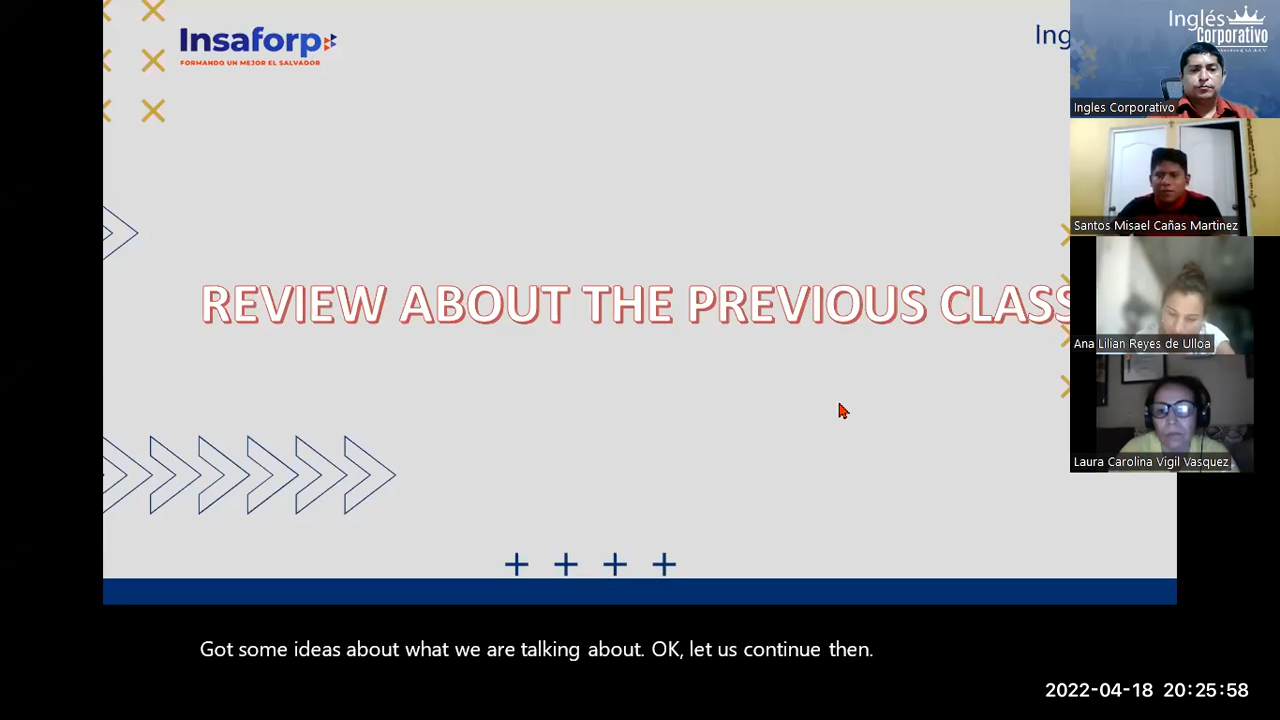 Insaforp
FORMANDO UN MEJOR EL SALVADOR
Ing
Inglés
Corporativo
Ingles Corporativo
Santos Misael Cañas Martinez
Ana Lilian Reyes de Ulloa
Laura Carolina Vigil Vasquez
REVIEW ABOUT THE PREVIOUS CLASS
Got some ideas about what we are talking about. OK, let us continue then.
2022-04-18 20:25:58